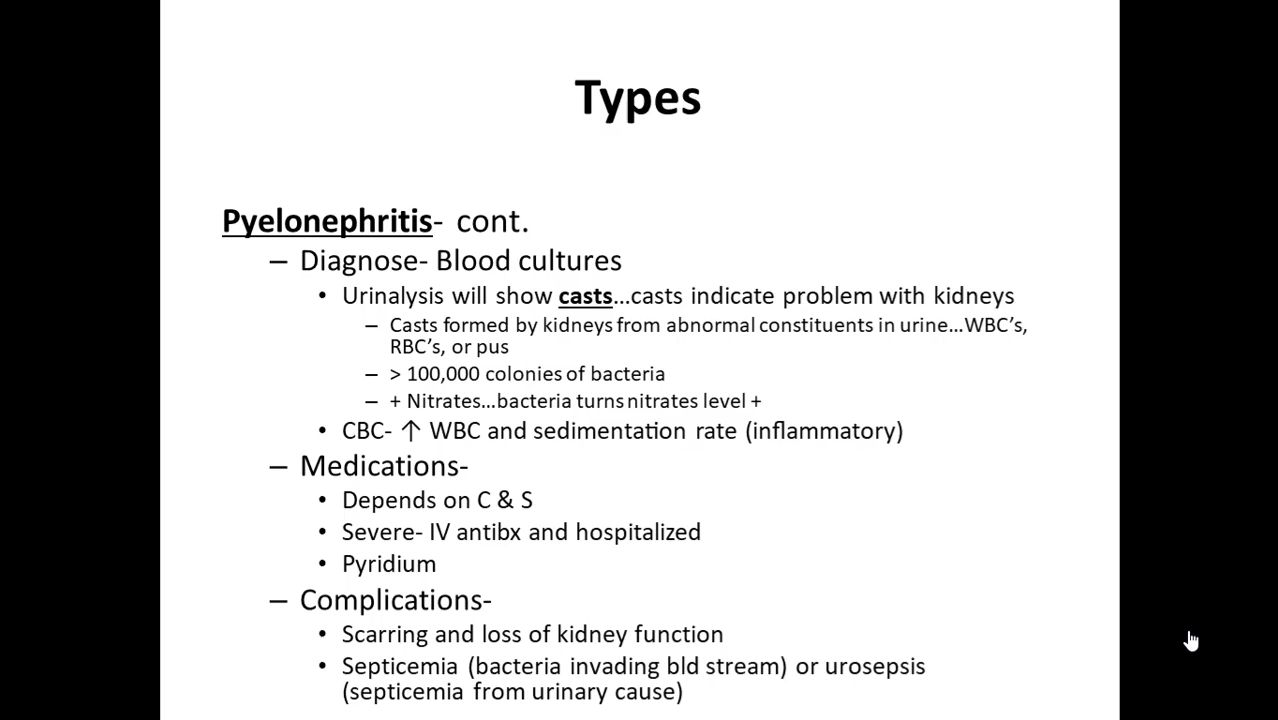 Types
Pyelonephritis- cont.
– Diagnose- Blood cultures
• Urinalysis will show casts…casts indicate problem with kidneys
– Casts formed by kidneys from abnormal constituents in urine…WBC’s,
RBC’s, or pus
– > 100,000 colonies of bacteria
– + Nitrates…bacteria turns nitrates level +
• CBC- ↑ WBC and sedimentation rate (inflammatory)
– Medications-
• Depends on C & S
• Severe- IV antibx and hospitalized
• Pyridium
– Complications-
• Scarring and loss of kidney function
• Septicemia (bacteria invading bld stream) or urosepsis
(septicemia from urinary cause)